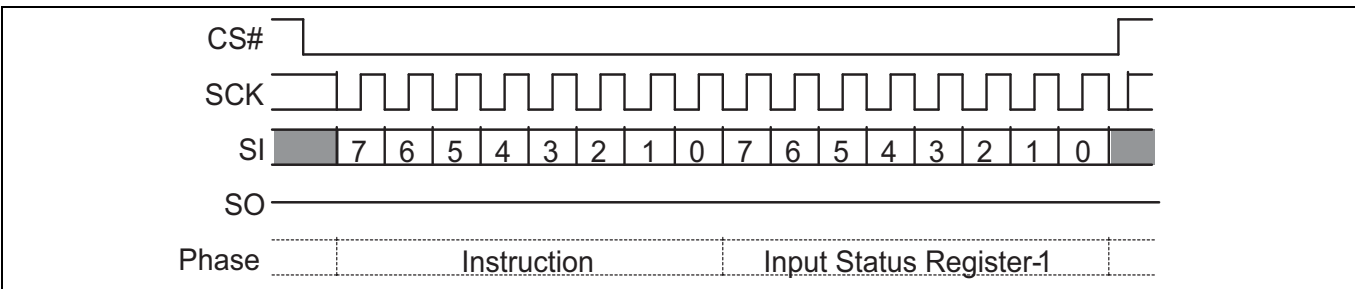 CS#
SCK
SI 7 6 5 4 3 2 1 0 7 6 5 4 3 2 1 0
SO
Phase Instruction Input Status Register-1